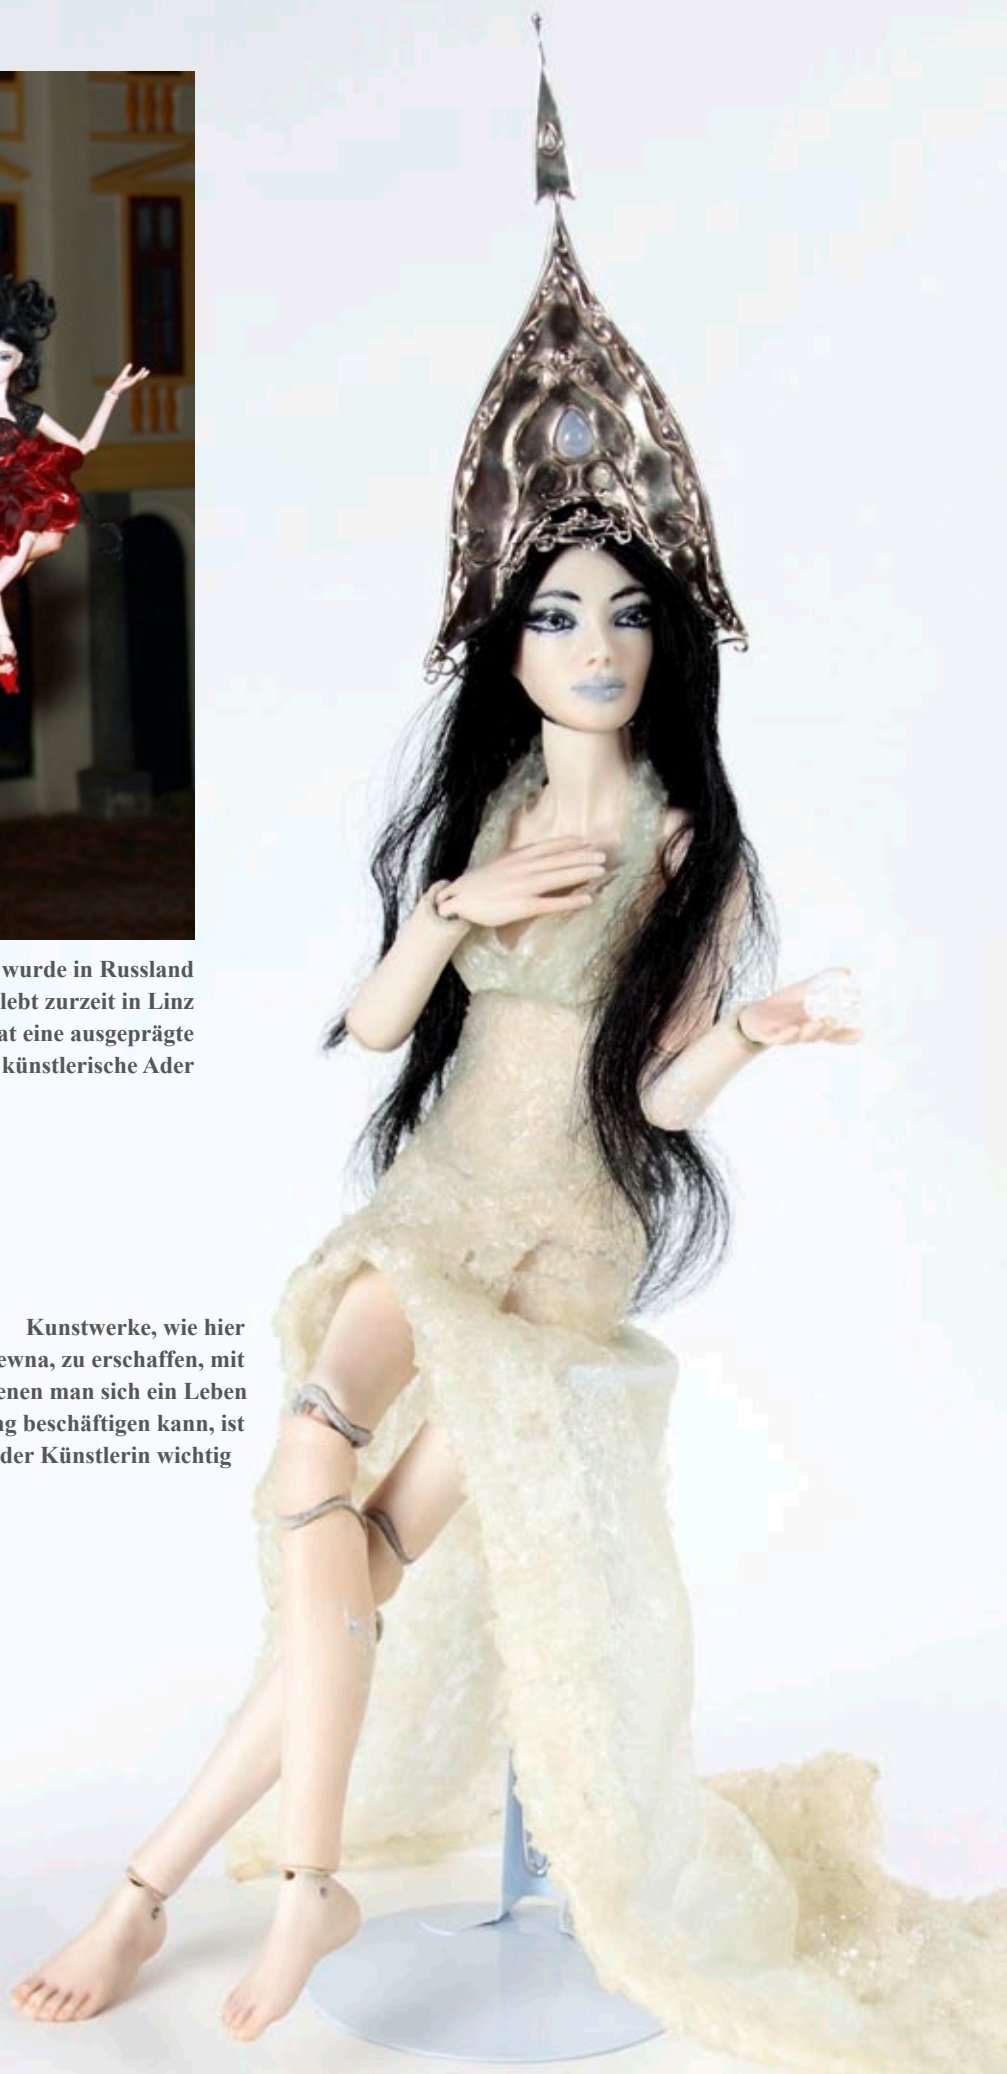 wurde in Russland
lebt zurzeit in Linz
at eine ausgeprägte
künstlerische Ader
Kunstwerke, wie hier
ewna, zu erschaffen, mit
enen man sich ein Leben
ng beschäftigen kann, ist
der Künstlerin wichtig